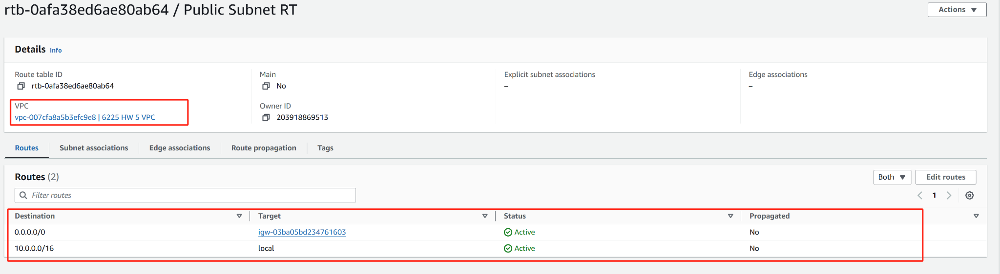 rtb-0afa38ed6ae80ab64 / Public Subnet RT
Actions
Details Info
Route table ID
rtb-0afa38ed6ae80ab64
Main
No
Explicit subnet associations
–
Edge associations
–
VPC
vpc-007cfa8a5b3efc9e8 | 6225 HW 5 VPC
Owner ID
203918869513
Routes Subnet associations Edge associations Route propagation Tags
Routes (2)
Both Edit routes
Filter routes
1
Destination Target Status Propagated
0.0.0.0/0 igw-03ba05bd234761603 Active No
10.0.0.0/16 local Active No